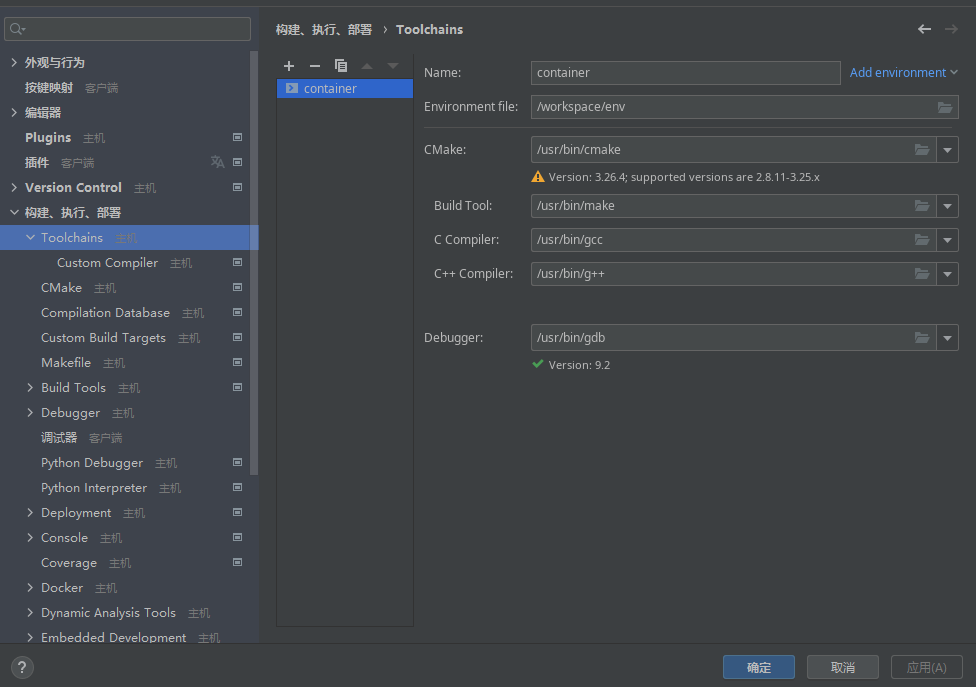 构建、执行、部署 › Toolchains
外观与行为
按键映射 客户端
编辑器
Plugins 主机
插件 客户端
Version Control 主机
构建、执行、部署
Toolchains 主机
Custom Compiler 主机
CMake 主机
Compilation Database 主机
Custom Build Targets 主机
Makefile 主机
Build Tools 主机
Debugger 主机
调试器 客户端
Python Debugger 主机
Python Interpreter 主机
Deployment 主机
Console 主机
Coverage 主机
Docker 主机
Dynamic Analysis Tools 主机
Embedded Development 主机
container
Name: container Add environment
Environment file: /workspace/env
CMake: /usr/bin/cmake
Version: 3.26.4; supported versions are 2.8.11-3.25.x
Build Tool: /usr/bin/make
C Compiler: /usr/bin/gcc
C++ Compiler: /usr/bin/g++
Debugger: /usr/bin/gdb
Version: 9.2
? 确定 取消 应用(A)